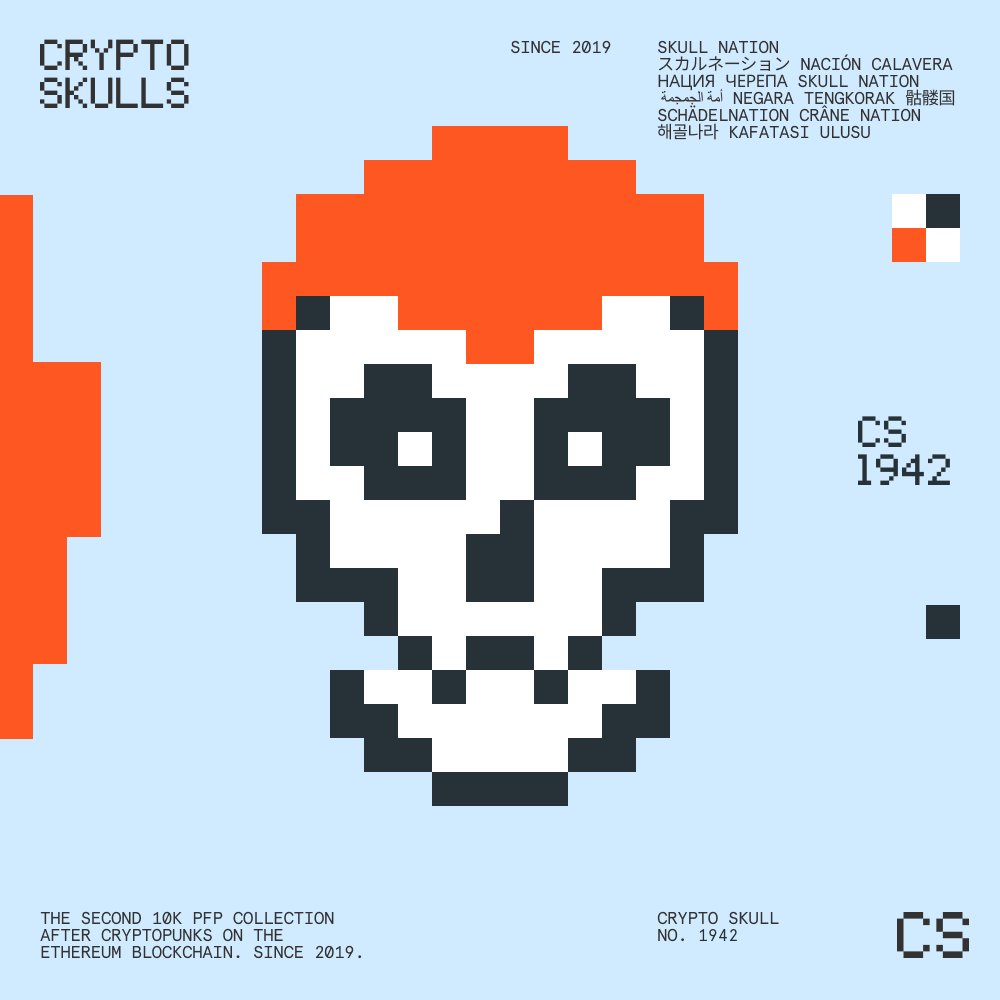 CRYPTO
SKULLS
SINCE 2019
SKULL NATION
スカルネーション NACIÓN CALAVERA
НАЦИЯ ЧЕРЕПА SKULL NATION
أمة الجمجمة NEGARA TENGKORAK 骷髅国
SCHÄDELNATION CRÂNE NATION
해골나라 KAFATASI ULUSU
CS
1942
THE SECOND 10K PFP COLLECTION
AFTER CRYPTOPUNKS ON THE
ETHEREUM BLOCKCHAIN. SINCE 2019.
CRYPTO SKULL
NO. 1942
CS